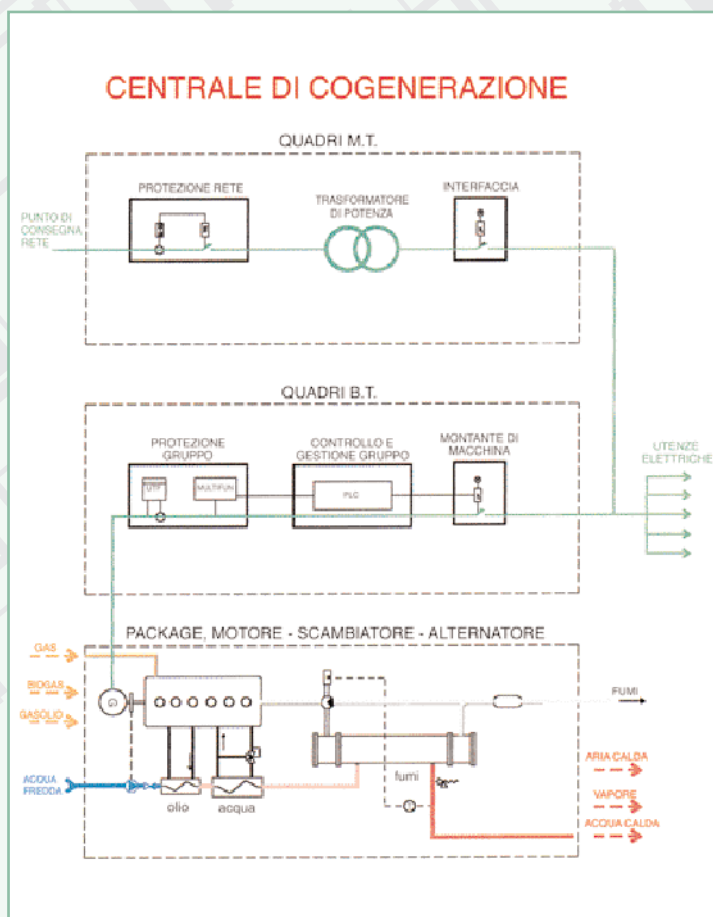 CENTRALE DI COGENERAZIONE
QUADRI M.T.
PROTEZIONE RETE
TRASFORMATORE
DI POTENZA
INTERFACCIA
PUNTO DI
CONSEGNA
RETE
QUADRI B.T.
PROTEZIONE
GRUPPO
CONTROLLO E
GESTIONE GRUPPO
MONTANTE DI
MACCHINA
UTENZE
ELETTRICHE
UTF
MULTIFUN
PLC
PACKAGE, MOTORE - SCAMBIATORE - ALTERNATORE
GAS
BIOGAS
GASOLIO
G
FUMI
ARIA CALDA
ACQUA
FREDDA
olio
acqua
fumi
VAPORE
ACQUA CALDA